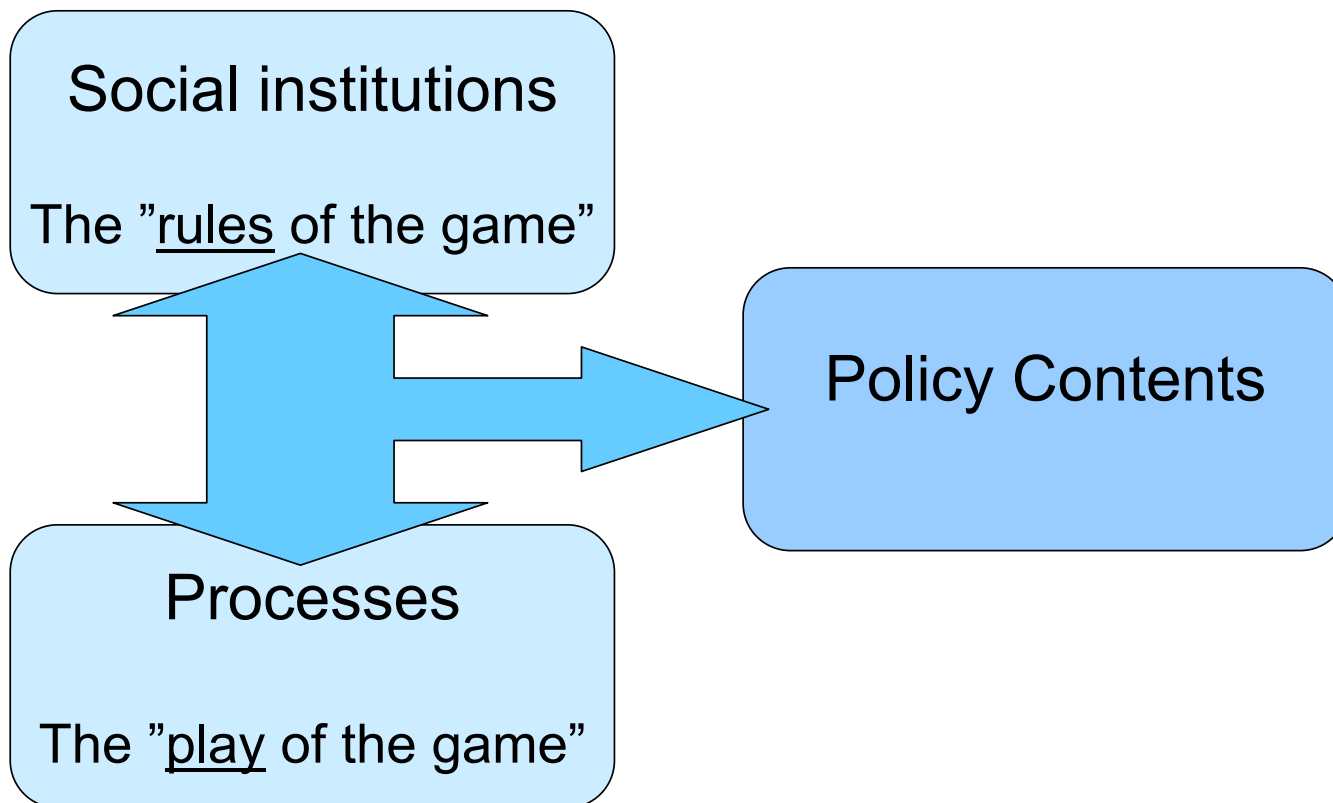 Social institutions
The ”rules of the game”
Policy Contents
Processes
The ”play of the game”